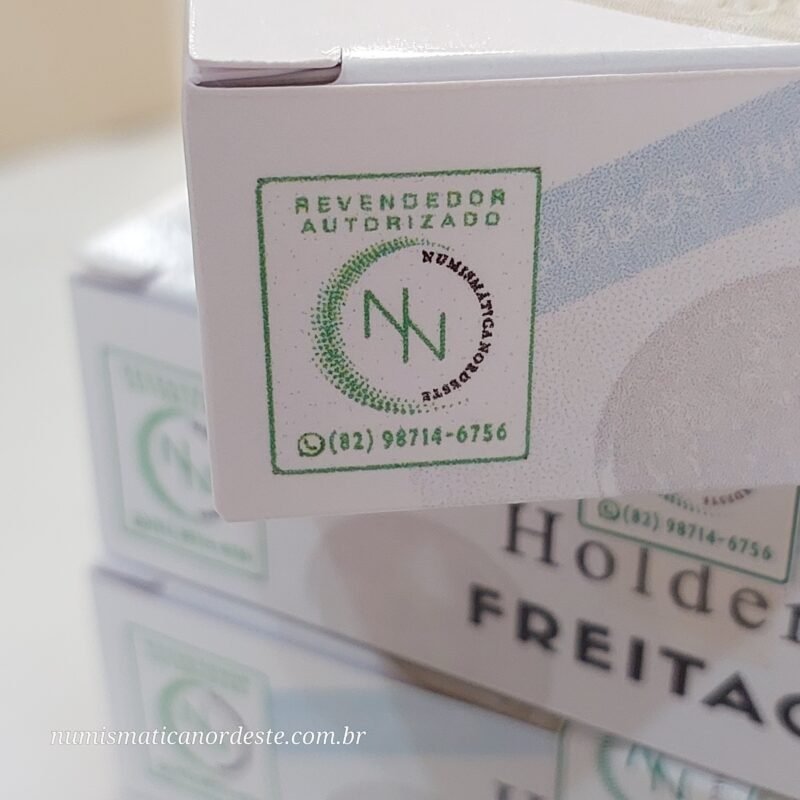 REVENDEDOR
AUTORIZADO
NUMISMÁTICA NORDESTE
NN
(82) 98714-6756
(82) 98714-6756
Holder
FREITAG
numismaticanordeste.com.br